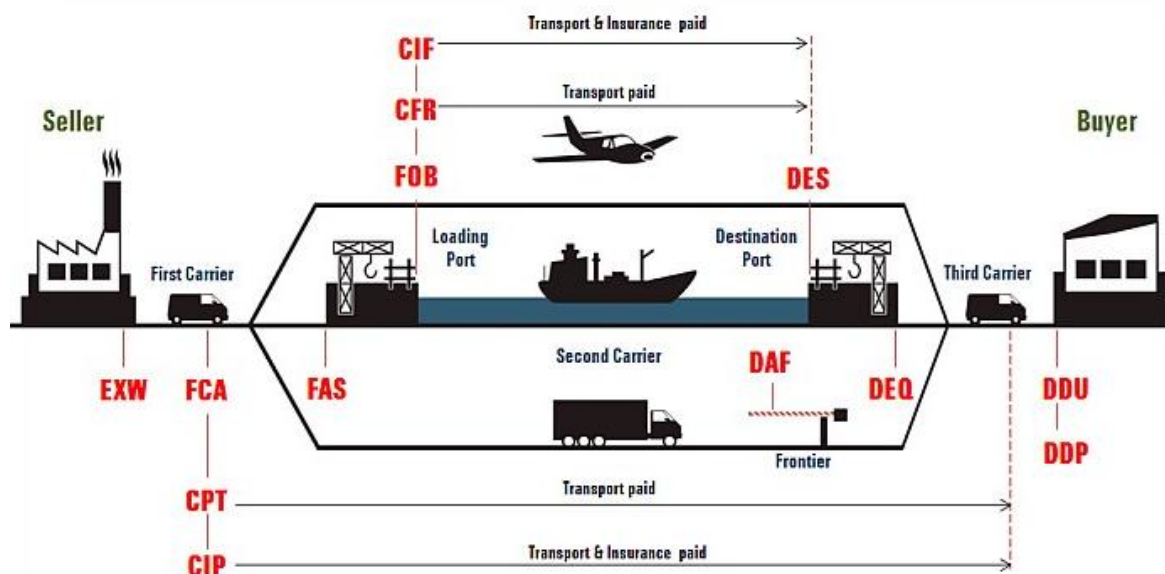 Transport & Insurance paid
CIF
Transport paid
CFR
Seller
Buyer
FOB
DES
Loading
Port
Destination
Port
First Carrier
Third Carrier
Second Carrier
DAF
EXW
FCA
FAS
DEQ
DDU
Frontier
DDP
CPT
Transport paid
CIP
Transport & Insurance paid